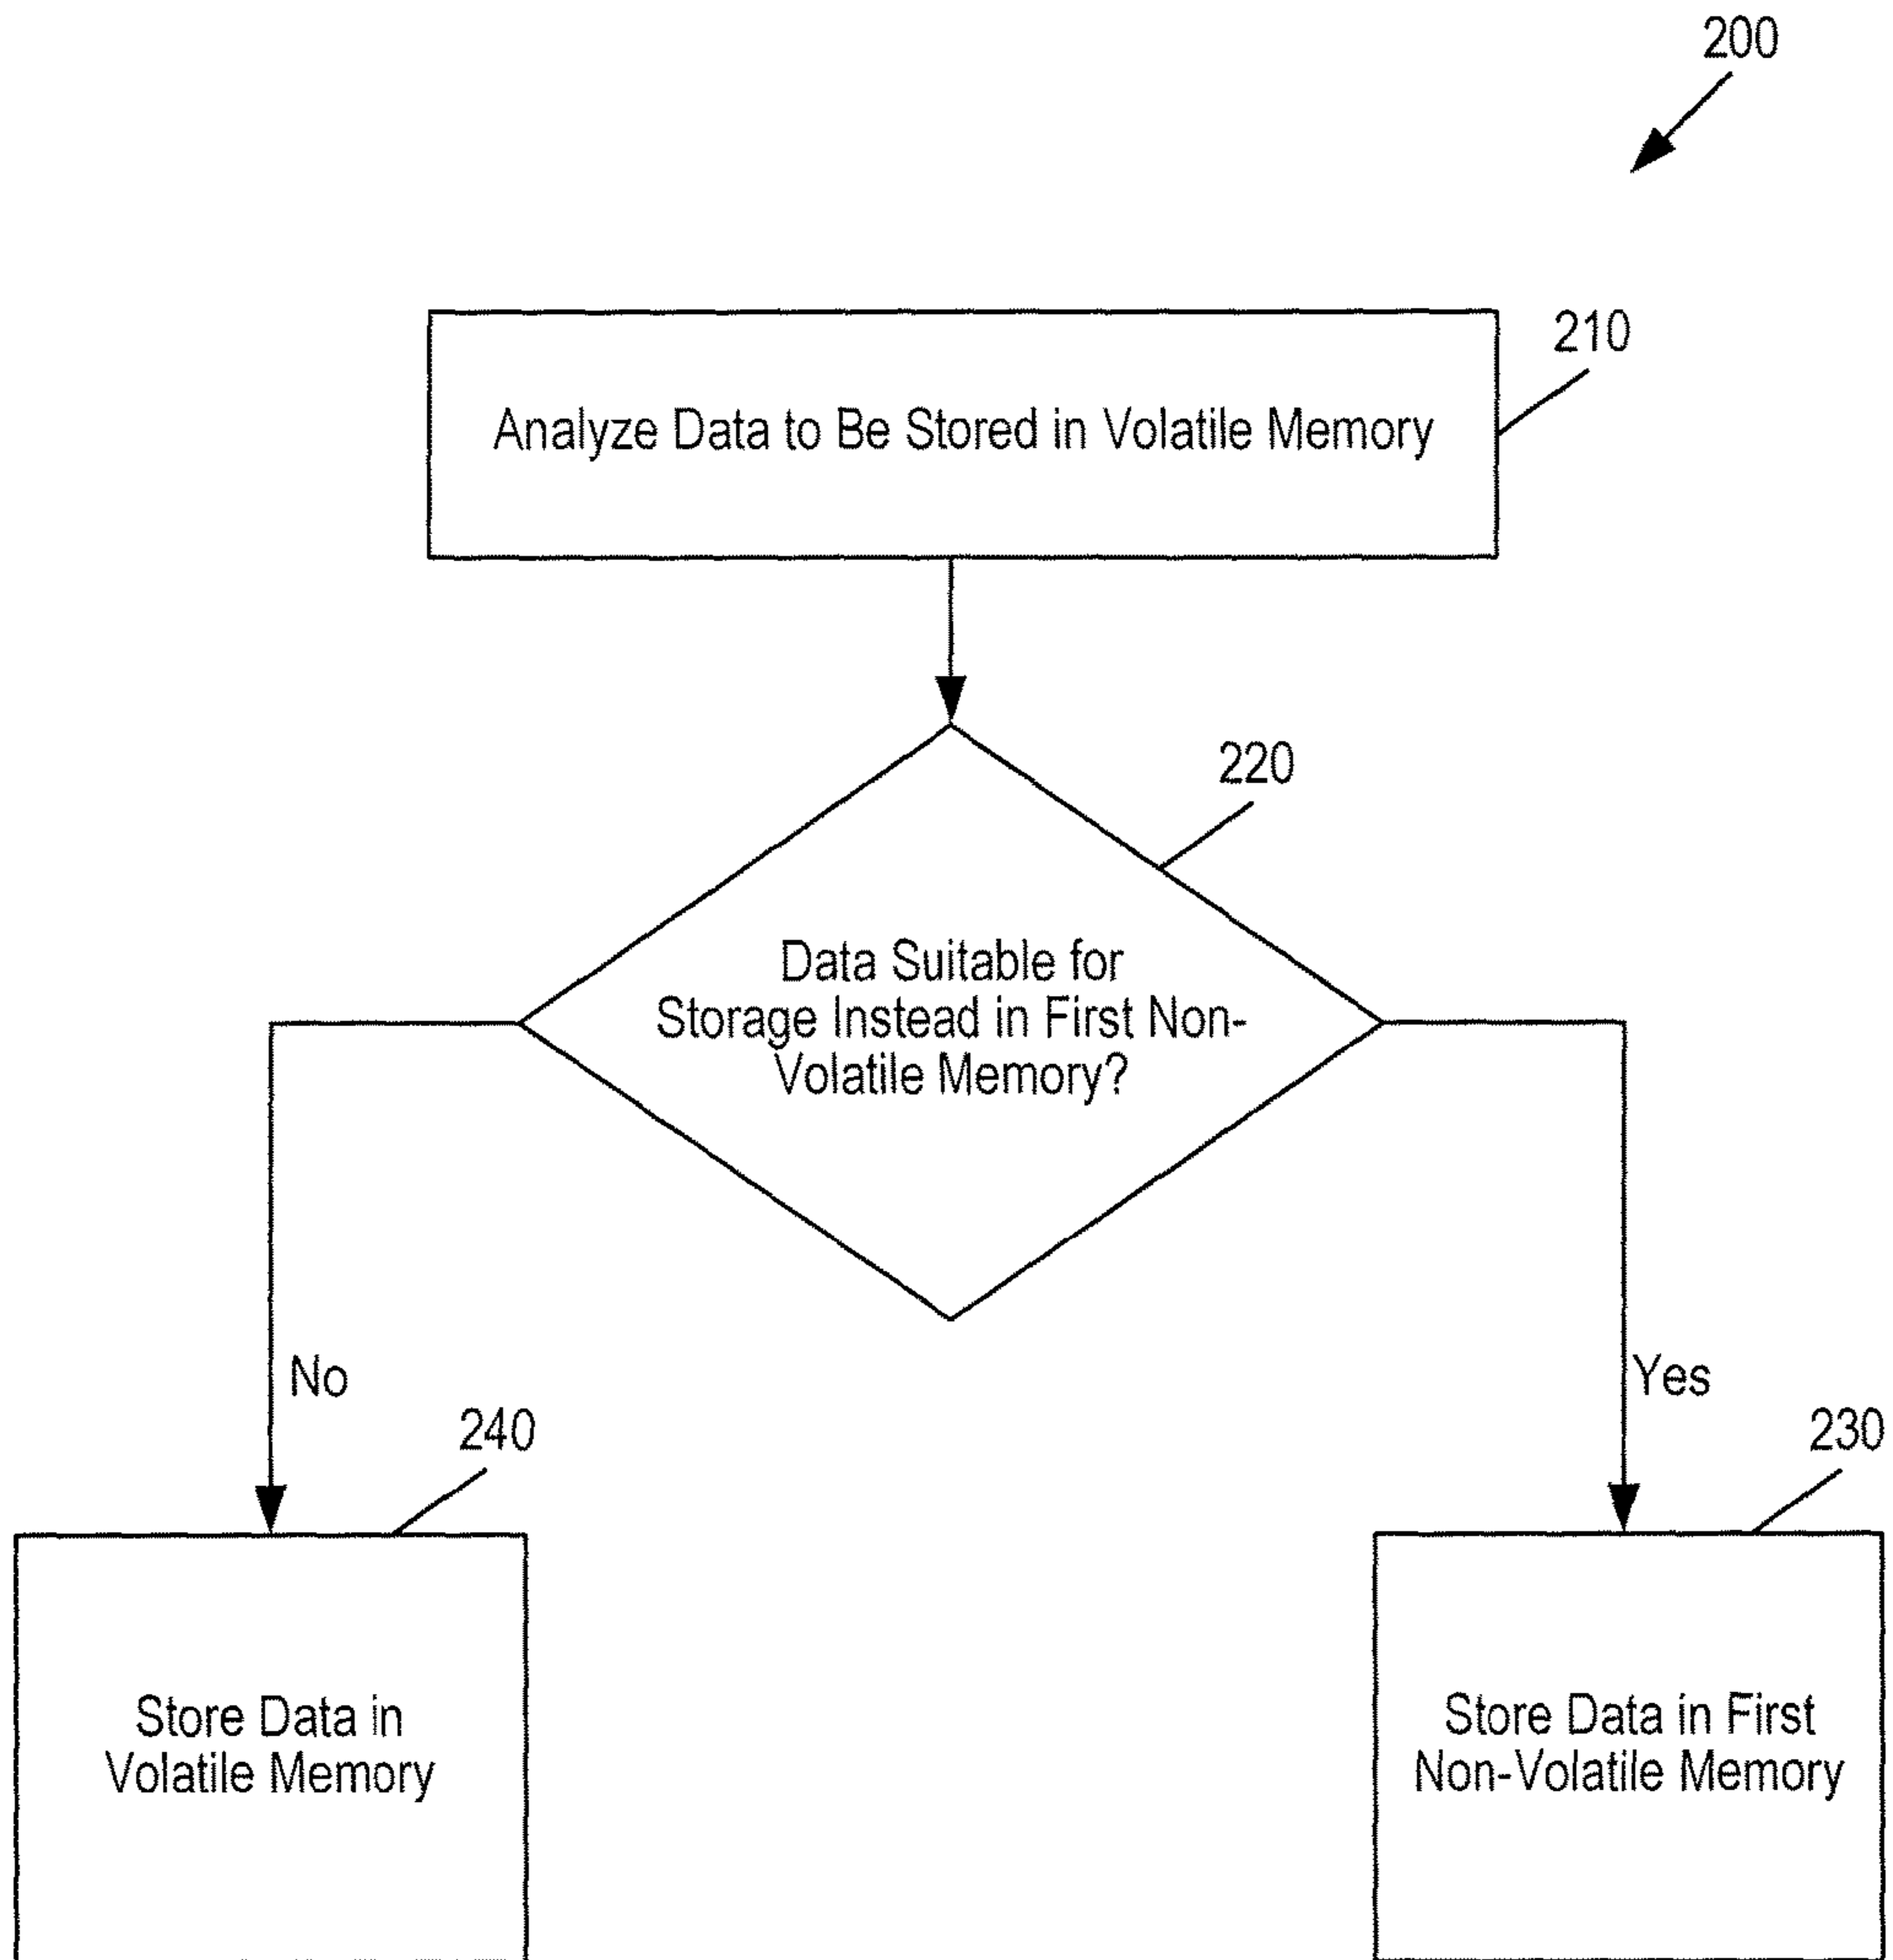 200
210
Analyze Data to Be Stored in Volatile Memory
220
Data Suitable for
Storage Instead in First Non-
Volatile Memory?
No
Yes
240
230
Store Data in
Volatile Memory
Store Data in First
Non-Volatile Memory